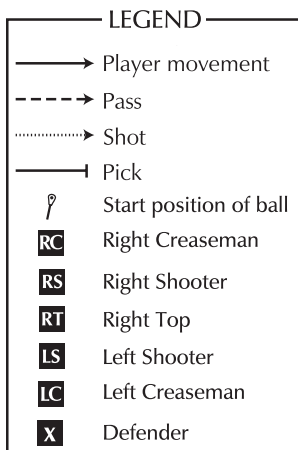 LEGEND
Player movement
Pass
Shot
Pick
Start position of ball
RC Right Creaseman
RS Right Shooter
RT Right Top
LS Left Shooter
LC Left Creaseman
X Defender